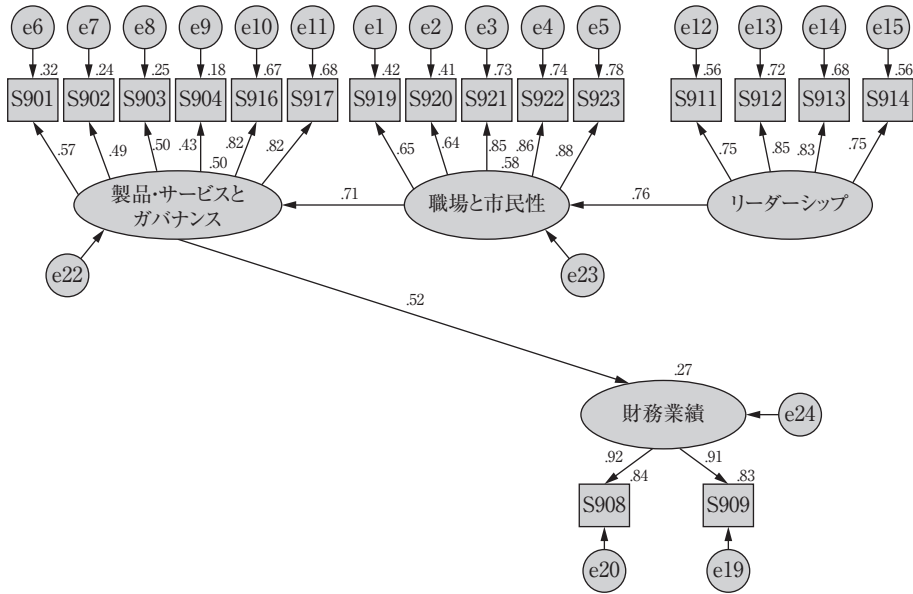 e6 e7 e8 e9 e10 e11 e1 e2 e3 e4 e5 e12 e13 e14 e15
.32 .24 .25 .18 .67 .68 .42 .41 .73 .74 .78 .56 .72 .68 .56
S901 S902 S903 S904 S916 S917 S919 S920 S921 S922 S923 S911 S912 S913 S914
.57 .49 .50 .43 .82 .82 .65 .64 .85 .86 .88 .75 .85 .83 .75
.50 .58
製品・サービスと
ガバナンス
.71
職場と市民性
.76
リーダーシップ
e22 e23
.52
.27
財務業績
e24
.92 .91
.84 .83
S908 S909
e20 e19